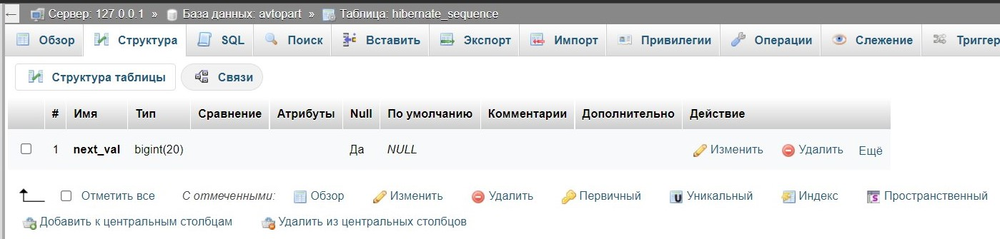 ← Сервер: 127.0.0.1 » База данных: avtopart » Таблица: hibernate_sequence
Обзор Структура SQL Поиск Вставить Экспорт Импорт Привилегии Операции Слежение Триггер
Структура таблицы Связи
# Имя Тип Сравнение Атрибуты Null По умолчанию Комментарии Дополнительно Действие
1 next_val bigint(20) Да NULL Изменить Удалить Ещё
Отметить все С отмеченными: Обзор Изменить Удалить Первичный Уникальный Индекс Пространственный
Добавить к центральным столбцам Удалить из центральных столбцов